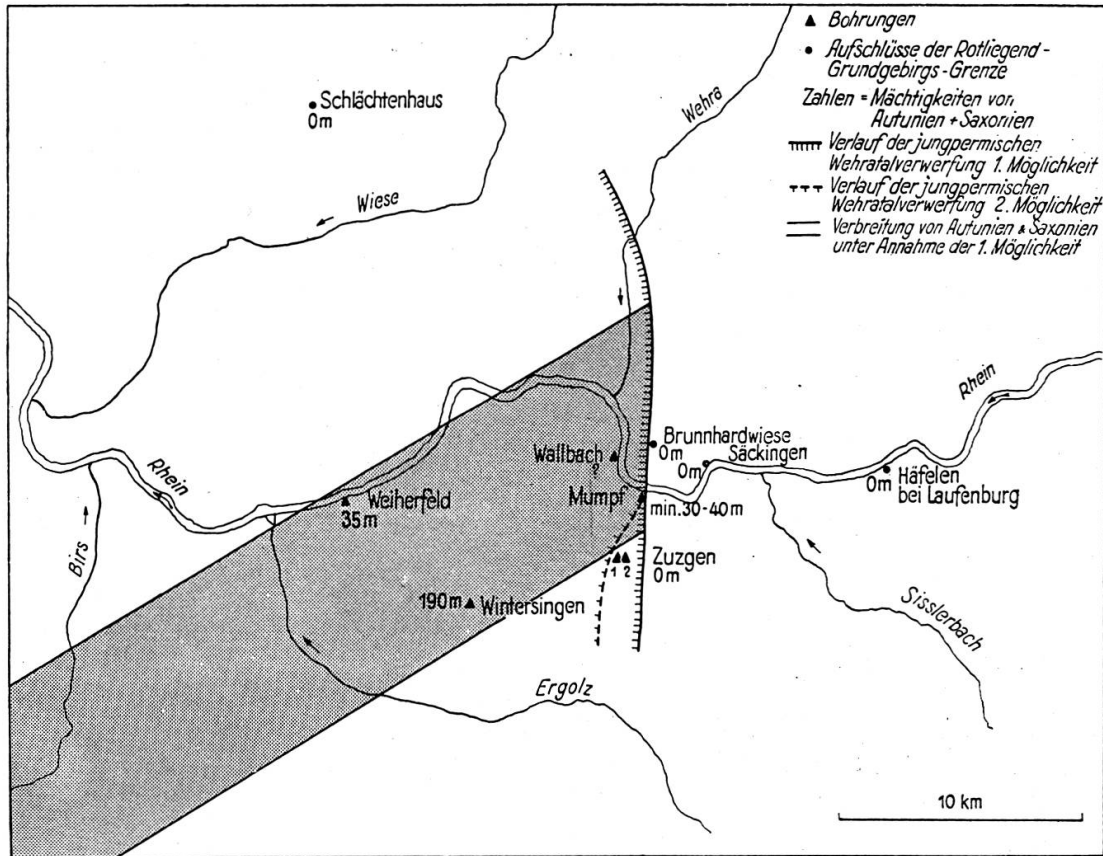 Bohrungen
Aufschlüsse der Rotliegend-
Grundgebirgs-Grenze
Zahlen = Mächtigkeiten von
Autunien + Saxonien
Verlauf der jungpermischen
Wehratalverwerfung 1. Möglichkeit
Verlauf der jungpermischen
Wehratalverwerfung 2. Möglichkeit
Verbreitung von Autunien & Saxonien
unter Annahme der 1. Möglichkeit
Schlächtenhaus
0m
Wehra
Wiese
Rhein
Brunnhardwiese
0m
Säckingen
0m
Wallbach
?
Häfelen
bei Laufenburg
0m
Rhein
Weiherfeld
35m
Mumpf
min. 30-40m
Birs
Zuzgen
0m
1 2
190m Wintersingen
Sisslerbach
Ergolz
10 km